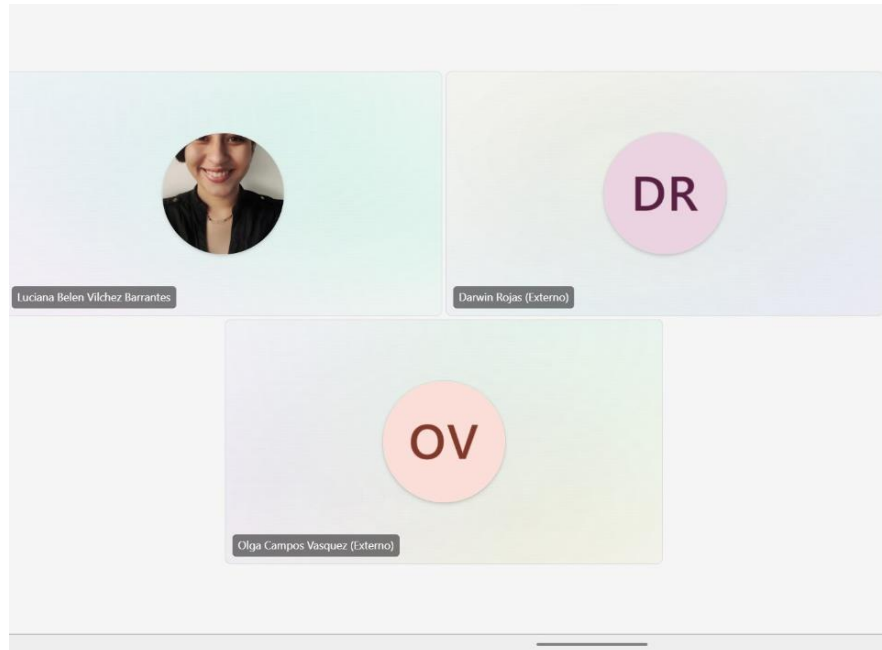 Luciana Belen Vilchez Barrantes
DR
Darwin Rojas (Externo)
OV
Olga Campos Vasquez (Externo)